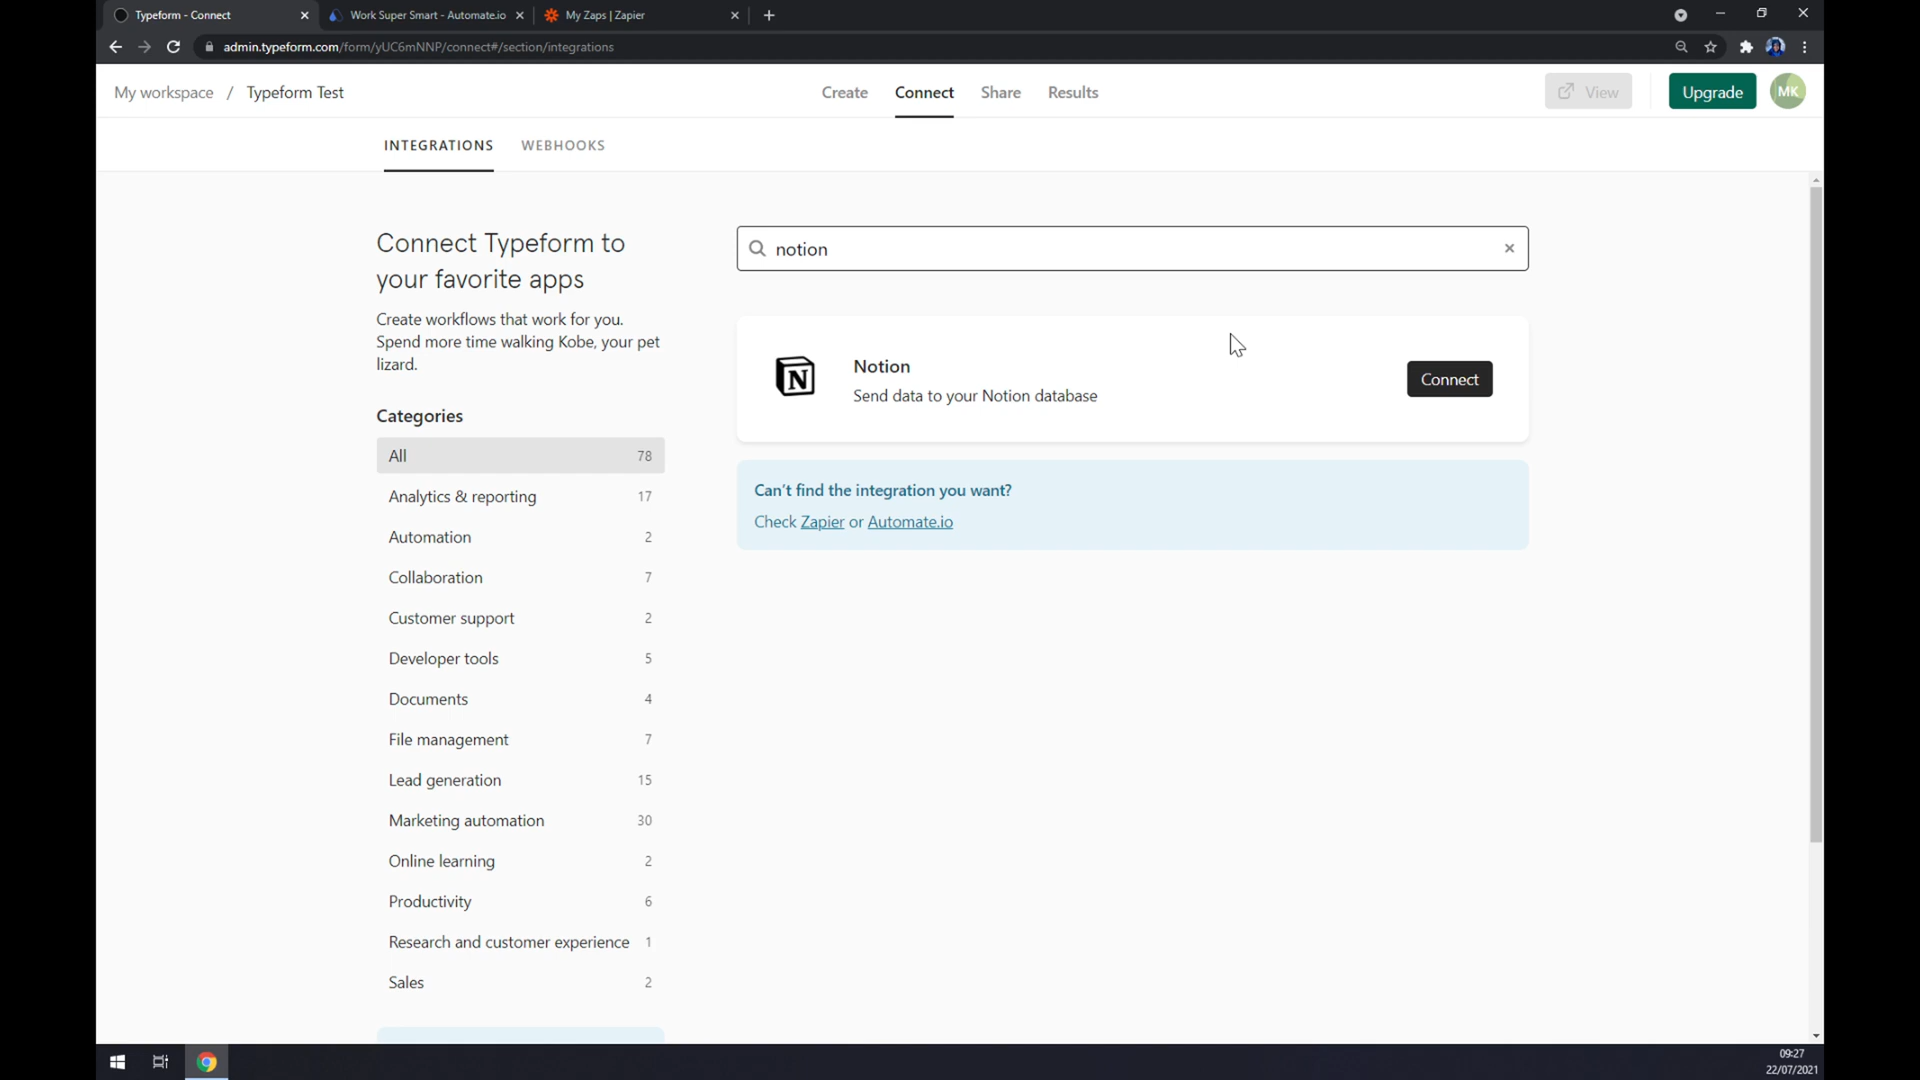 Typeform - Connect
Work Super Smart - Automate.io
My Zaps | Zapier
admin.typeform.com/form/yUC6mNNP/connect#/section/integrations
My workspace / Typeform Test
Create
Connect
Share
Results
View
Upgrade
MK
INTEGRATIONS
WEBHOOKS
Connect Typeform to
your favorite apps
Create workflows that work for you.
Spend more time walking Kobe, your pet
lizard.
Categories
All 78
Analytics & reporting 17
Automation 2
Collaboration 7
Customer support 2
Developer tools 5
Documents 4
File management 7
Lead generation 15
Marketing automation 30
Online learning 2
Productivity 6
Research and customer experience 1
Sales 2
notion
N
Notion
Send data to your Notion database
Connect
Can't find the integration you want?
Check Zapier or Automate.io
09:27
22/07/2021